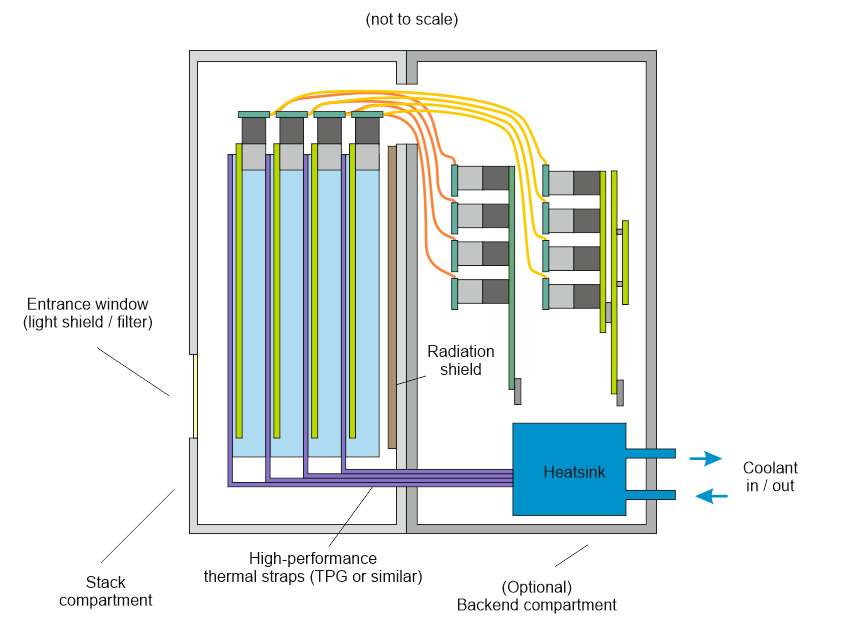 (not to scale)
Entrance window
(light shield / filter)
Radiation
shield
Heatsink
Coolant
in / out
High-performance
thermal straps (TPG or similar)
Stack
compartment
(Optional)
Backend compartment